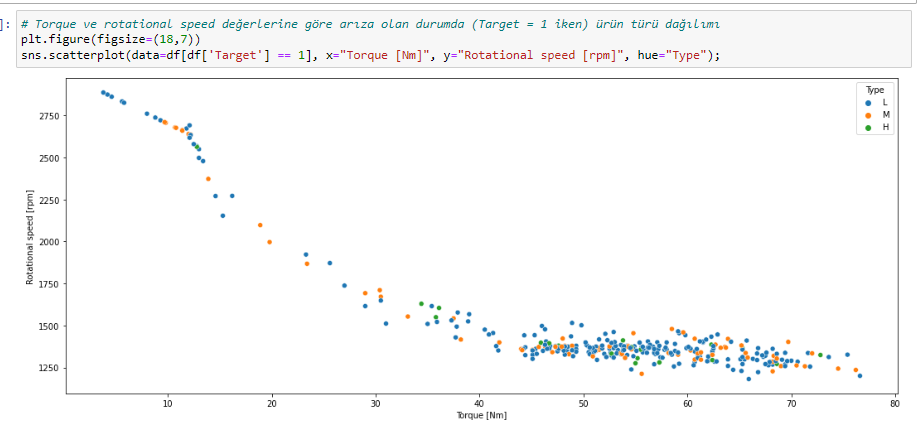 ]: # Torque ve rotational speed değerlerine göre arıza olan durumda (Target = 1 iken) ürün türü dağılımı
plt.figure(figsize=(18,7))
sns.scatterplot(data=df[df['Target'] == 1], x="Torque [Nm]", y="Rotational speed [rpm]", hue="Type");
Type
L
M
H
2750
2500
2250
2000
1750
1500
1250
Rotational speed [rpm]
10 20 30 40 50 60 70 80
Torque [Nm]